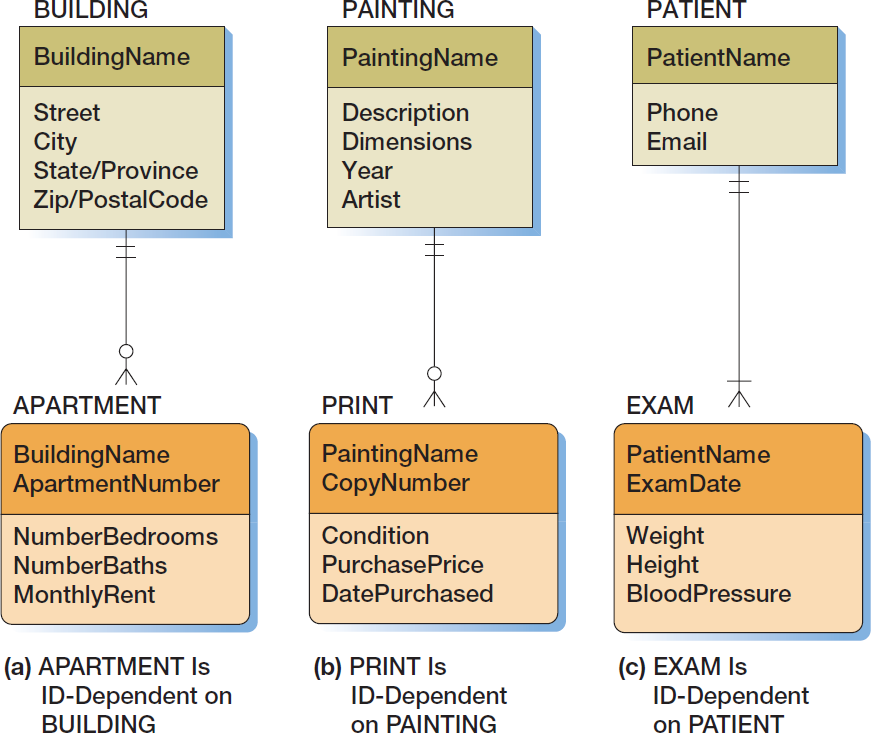 BUILDING
BuildingName
Street
City
State/Province
Zip/PostalCode
APARTMENT
BuildingName
ApartmentNumber
NumberBedrooms
NumberBaths
MonthlyRent
(a) APARTMENT Is
ID-Dependent on
BUILDING
PAINTING
PaintingName
Description
Dimensions
Year
Artist
PRINT
PaintingName
CopyNumber
Condition
PurchasePrice
DatePurchased
(b) PRINT Is
ID-Dependent
on PAINTING
PATIENT
PatientName
Phone
Email
EXAM
PatientName
ExamDate
Weight
Height
BloodPressure
(c) EXAM Is
ID-Dependent
on PATIENT